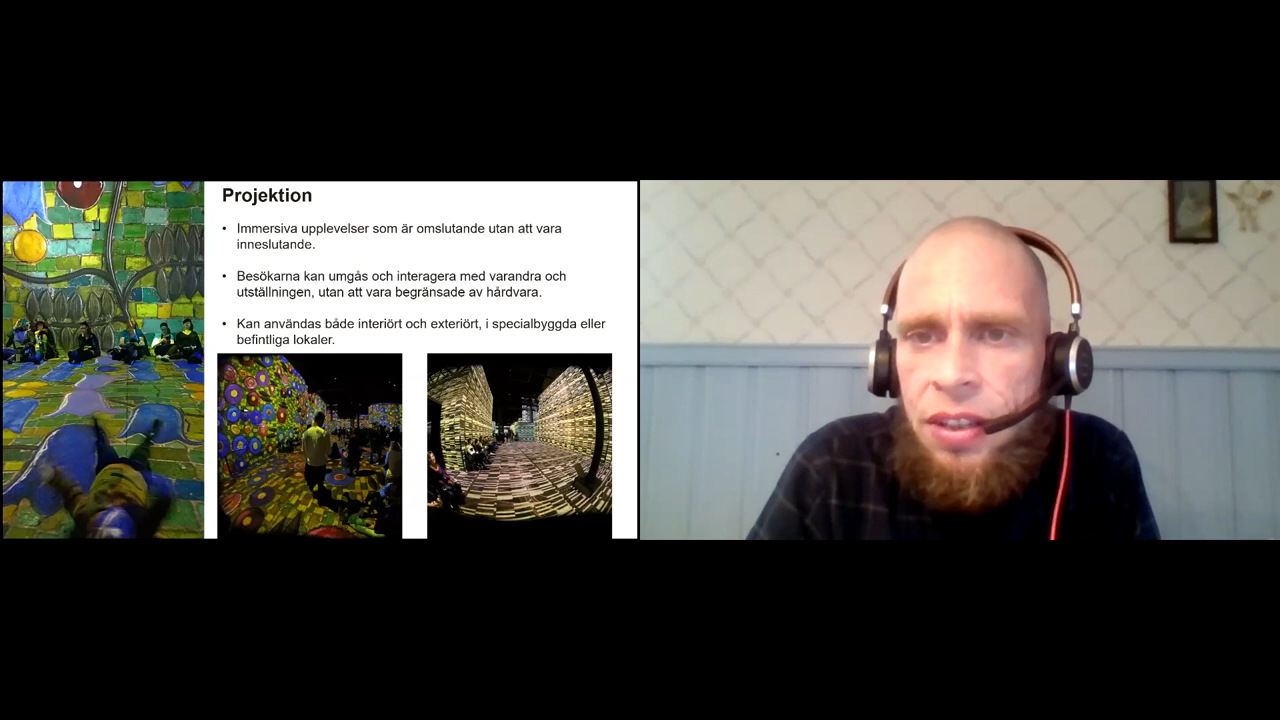 Projektion
• Immersiva upplevelser som är omslutande utan att vara
inneslutande.
• Besökarna kan umgås och interagera med varandra och
utställningen, utan att vara begränsade av hårdvara.
• Kan användas både interiört och exteriört, i specialbyggda eller
befintliga lokaler.